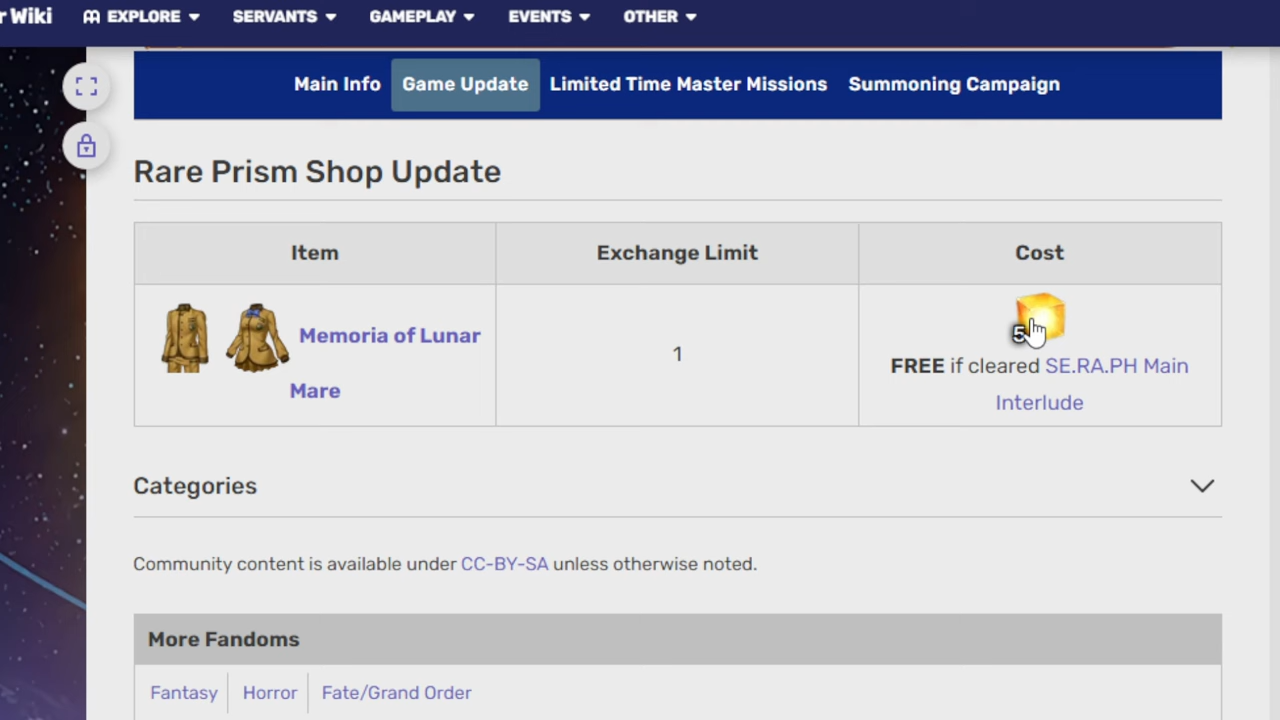 r Wiki EXPLORE SERVANTS GAMEPLAY EVENTS OTHER
Main Info Game Update Limited Time Master Missions Summoning Campaign
Rare Prism Shop Update
Item Exchange Limit Cost
Memoria of Lunar
Mare
1
5
FREE if cleared SE.RA.PH Main
Interlude
Categories
Community content is available under CC-BY-SA unless otherwise noted.
More Fandoms
Fantasy Horror Fate/Grand Order